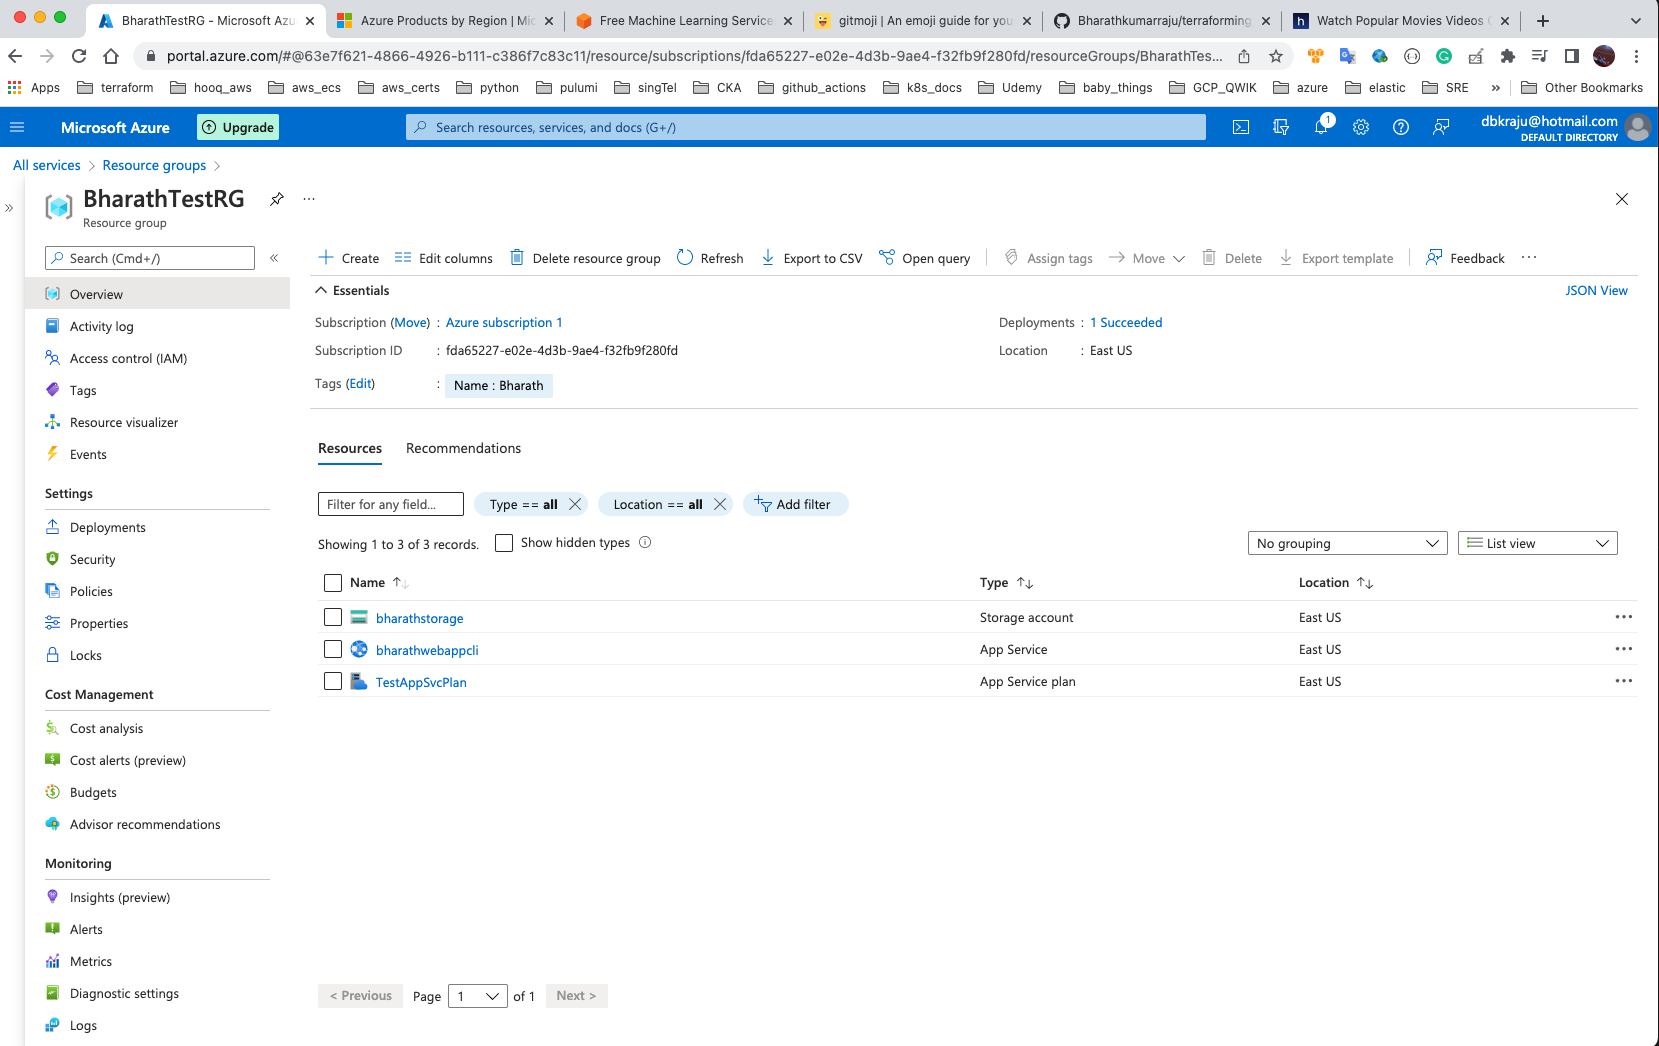 BharathTestRG - Microsoft Azu
Azure Products by Region | Mic
Free Machine Learning Service
gitmoji | An emoji guide for you
Bharathkumarraju/terraforming
Watch Popular Movies Videos
portal.azure.com/#@63e7f621-4866-4926-b111-c386f7c83c11/resource/subscriptions/fda65227-e02e-4d3b-9ae4-f32fb9f280fd/resourceGroups/BharathTes...
Apps terraform hooq_aws aws_ecs aws_certs python pulumi singTel CKA github_actions k8s_docs Udemy baby_things GCP_QWIK azure elastic SRE » Other Bookmarks
Microsoft Azure Upgrade Search resources, services, and docs (G+/) 1 dbkraju@hotmail.com
DEFAULT DIRECTORY
All services > Resource groups >
BharathTestRG ...
Resource group
Search (Cmd+/) «
Overview
Activity log
Access control (IAM)
Tags
Resource visualizer
Events
Settings
Deployments
Security
Policies
Properties
Locks
Cost Management
Cost analysis
Cost alerts (preview)
Budgets
Advisor recommendations
Monitoring
Insights (preview)
Alerts
Metrics
Diagnostic settings
Logs
Create Edit columns Delete resource group Refresh Export to CSV Open query Assign tags Move Delete Export template Feedback ...
Essentials JSON View
Subscription (Move) : Azure subscription 1 Deployments : 1 Succeeded
Subscription ID : fda65227-e02e-4d3b-9ae4-f32fb9f280fd Location : East US
Tags (Edit) : Name : Bharath
Resources Recommendations
Filter for any field... Type == all Location == all Add filter
Showing 1 to 3 of 3 records. Show hidden types No grouping List view
Name Type Location
bharathstorage Storage account East US ...
bharathwebappcli App Service East US ...
TestAppSvcPlan App Service plan East US ...
< Previous Page 1 of 1 Next >